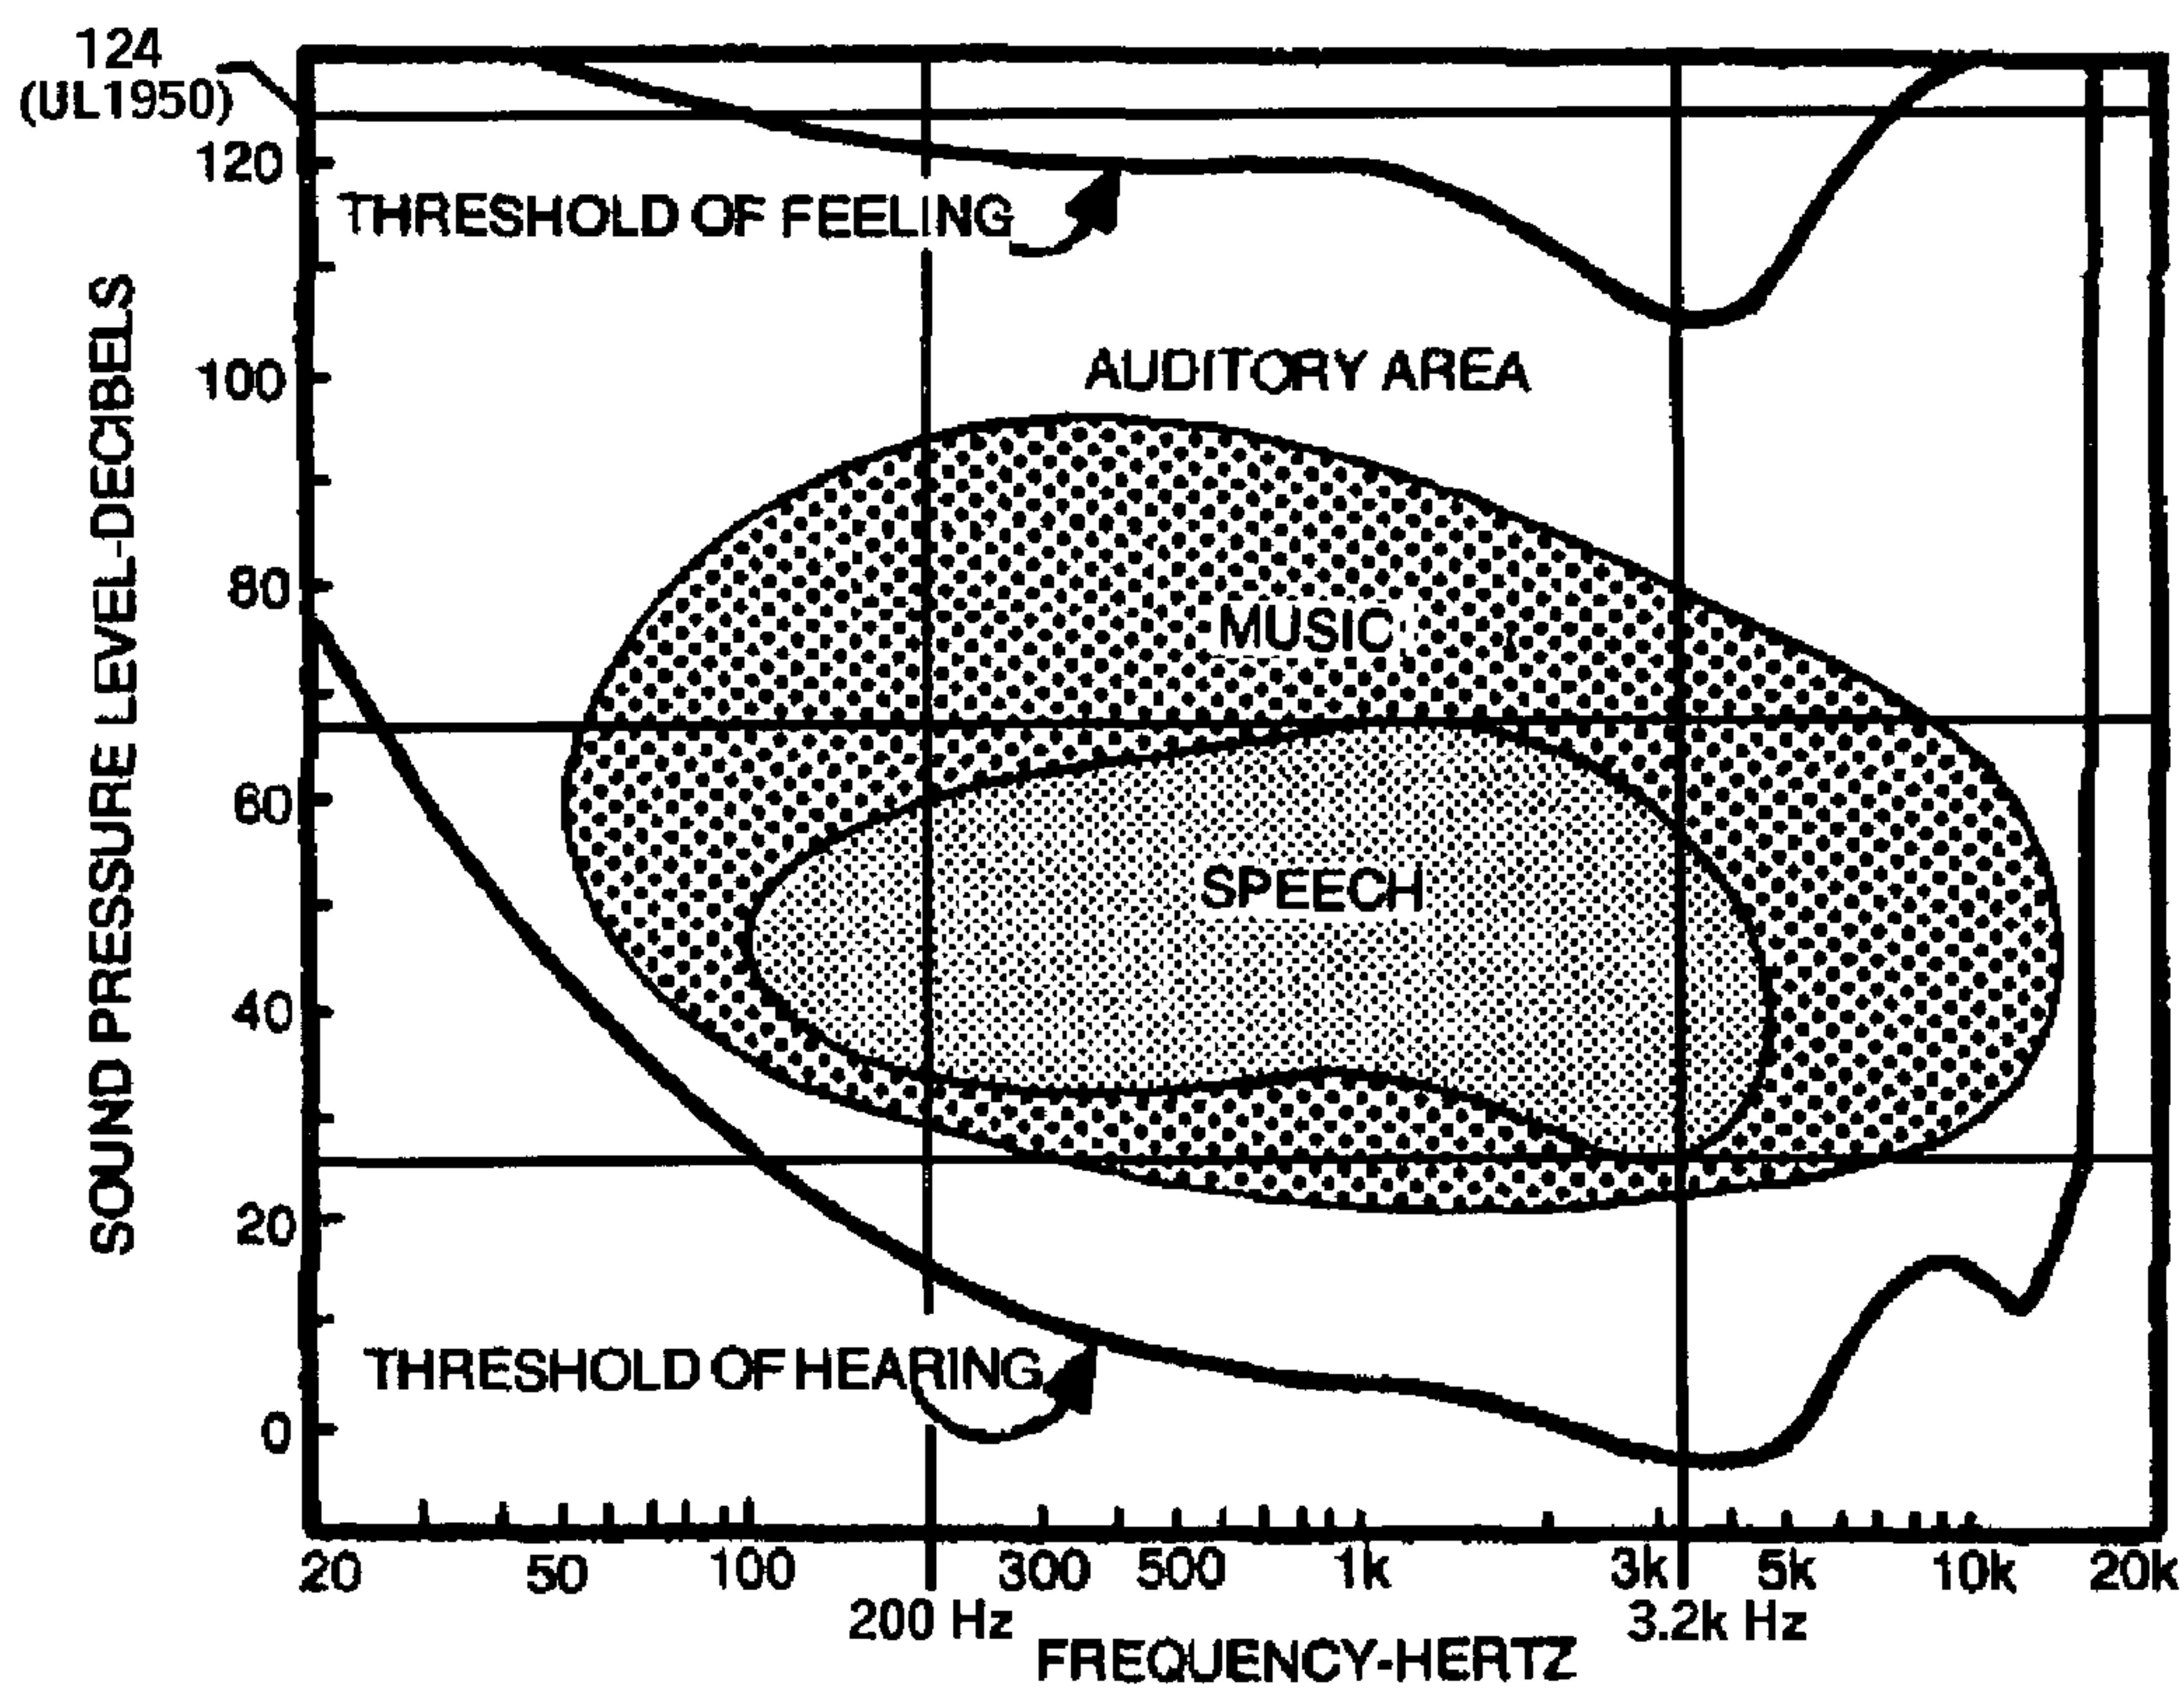 124
(UL1950)
120
THRESHOLD OF FEELING
SOUND PRESSURE LEVEL-DECIBELS
100
AUDITORY AREA
80
MUSIC
60
SPEECH
40
20
THRESHOLD OF HEARING
0
20 50 100 300 500 1k 3k 5k 10k 20k
200 Hz 3.2k Hz
FREQUENCY-HERTZ